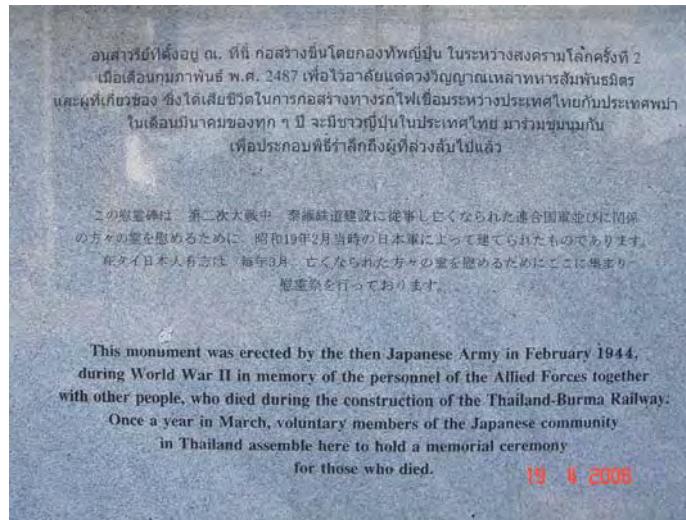 อนุสาวรีย์ที่ตั้งอยู่ ณ. ที่นี้ ก่อสร้างขึ้นโดยกองทัพญี่ปุ่น ในระหว่างสงครามโลกครั้งที่ 2
เมื่อเดือนกุมภาพันธ์ พ.ศ. 2487 เพื่อไว้อาลัยแด่ดวงวิญญาณเหล่าทหารสัมพันธมิตร
และผู้ที่เกี่ยวข้อง ซึ่งได้เสียชีวิตในการก่อสร้างทางรถไฟเชื่อมระหว่างประเทศไทยกับประเทศพม่า
ในเดือนมีนาคมของทุก ๆ ปี จะมีชาวญี่ปุ่นในประเทศไทย มาร่วมชุมนุมกัน
เพื่อประกอบพิธีรำลึกถึงผู้ที่ล่วงลับไปแล้ว
この慰霊碑は 第二次大戦中 泰緬鉄道建設に従事し亡くなられた連合国軍並びに関係
の方々の霊を慰めるために、昭和19年2月当時の日本軍によって建てられたものであります。
在タイ日本人有志は 毎年3月 亡くなられた方々の霊を慰めるためにここに集まり
慰霊祭を行っております。
This monument was erected by the then Japanese Army in February 1944,
during World War II in memory of the personnel of the Allied Forces together
with other people, who died during the construction of the Thailand-Burma Railway.
Once a year in March, voluntary members of the Japanese community
in Thailand assemble here to hold a memorial ceremony
for those who died.
19 4 2006